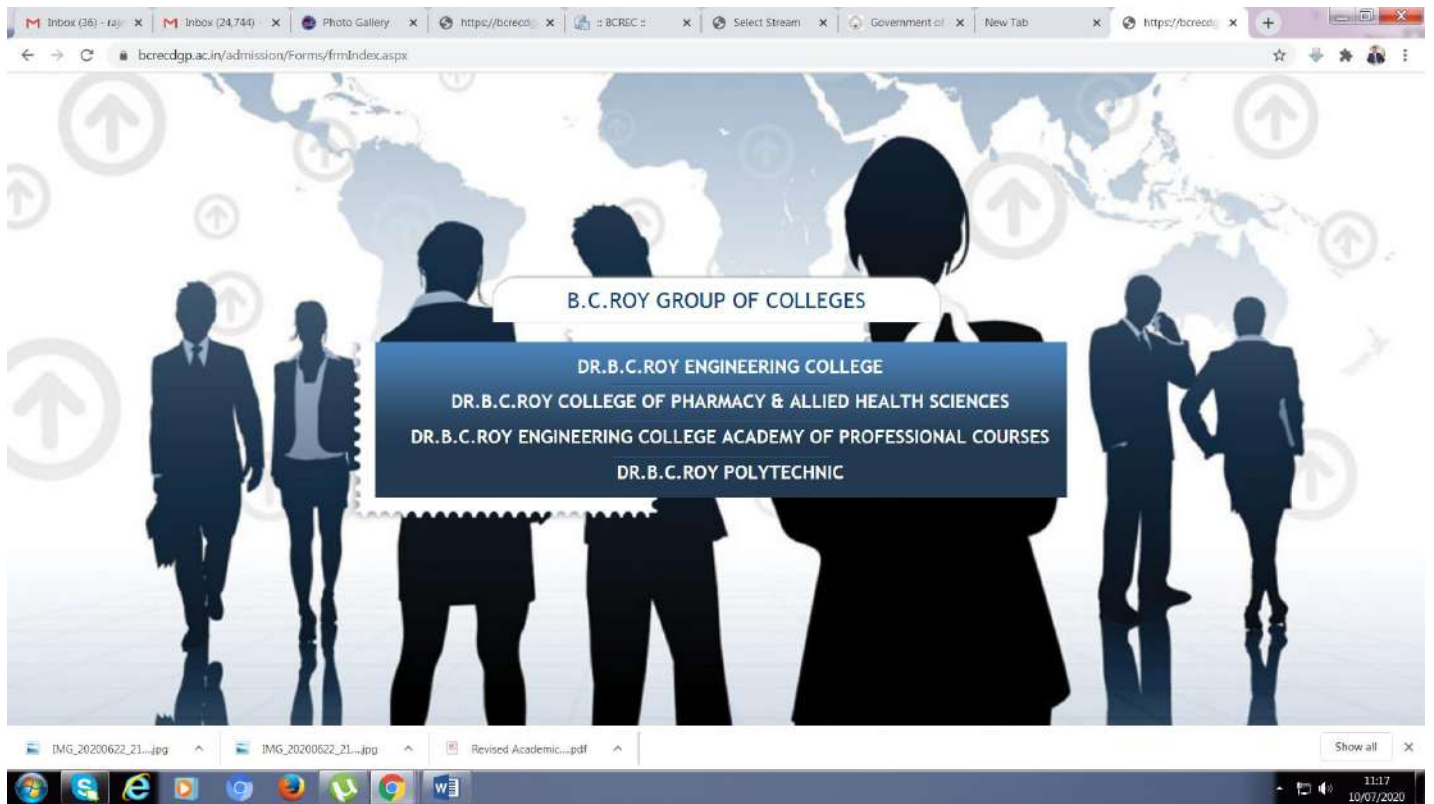 Inbox (36) - raje
Inbox (24,744)
Photo Gallery
https://bcrecdg
:: BCREC ::
Select Stream
Government of
New Tab
https://bcrecdg
bcrecdgp.ac.in/admission/Forms/frmIndex.aspx
B.C.ROY GROUP OF COLLEGES
DR.B.C.ROY ENGINEERING COLLEGE
DR.B.C.ROY COLLEGE OF PHARMACY & ALLIED HEALTH SCIENCES
DR.B.C.ROY ENGINEERING COLLEGE ACADEMY OF PROFESSIONAL COURSES
DR.B.C.ROY POLYTECHNIC
IMG_20200622_21....jpg
IMG_20200622_21....jpg
Revised Academic....pdf
Show all
11:17
10/07/2020